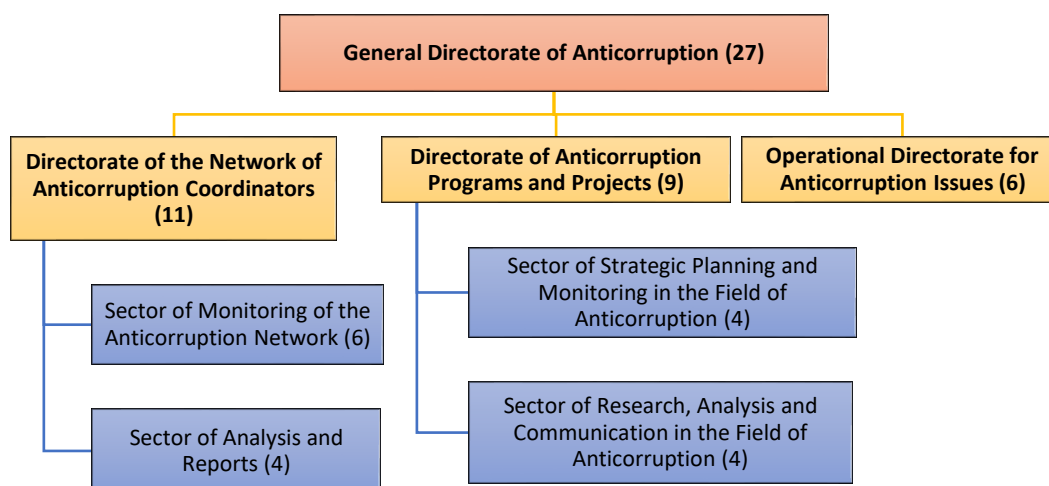 General Directorate of Anticorruption (27)
Directorate of the Network of
Anticorruption Coordinators
(11)
Directorate of Anticorruption
Programs and Projects (9)
Operational Directorate for
Anticorruption Issues (6)
Sector of Monitoring of the
Anticorruption Network (6)
Sector of Analysis and
Reports (4)
Sector of Strategic Planning and
Monitoring in the Field of
Anticorruption (4)
Sector of Research, Analysis and
Communication in the Field of
Anticorruption (4)